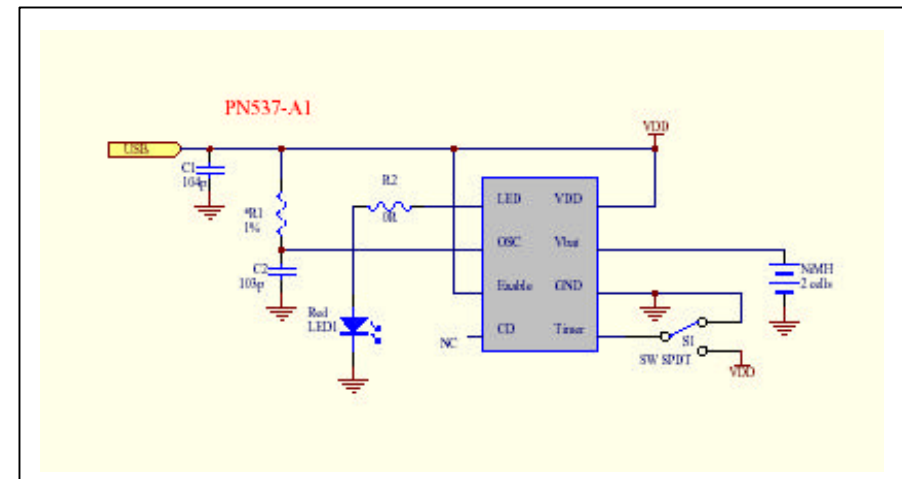 PN537-A1
USB
VDD
C1
104p
R2
0R
LED
VDD
*R1
1%
OSC
Vbat
C2
103p
Enable
GND
NiMH
2 cells
Red
LED1
CD
Timer
NC
S1
SW SPDT
VDD